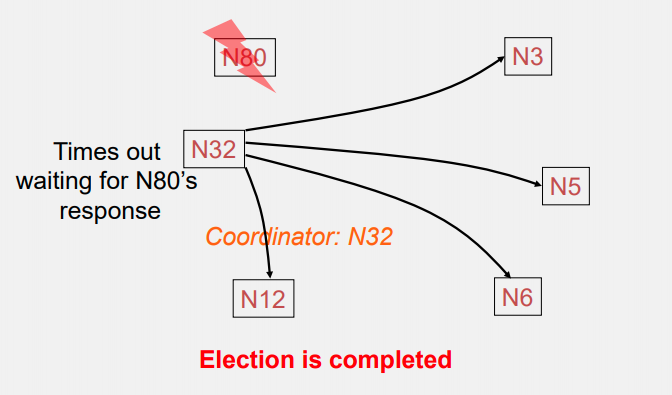 N80
N3
N32
Times out
waiting for N80's
response
N5
Coordinator: N32
N12
N6
Election is completed